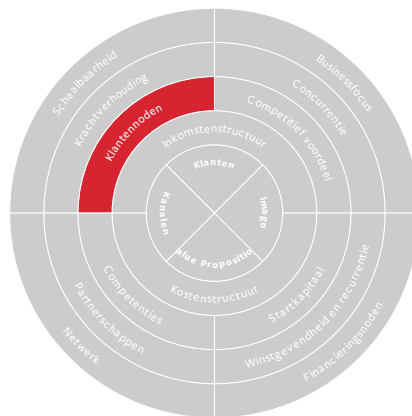 Schaalbaarheid
Businessfocus
Krachtverhouding
Concurrentie
Klantennoden
Competitief voordeel
Inkomstenstructuur
Klanten
Kanalen
Imago
alue Propositio
Kostenstructuur
Competenties
Startkapitaal
Partnerschappen
Winstgevendheid en recurrentie
Netwerk
Financieringsnoden